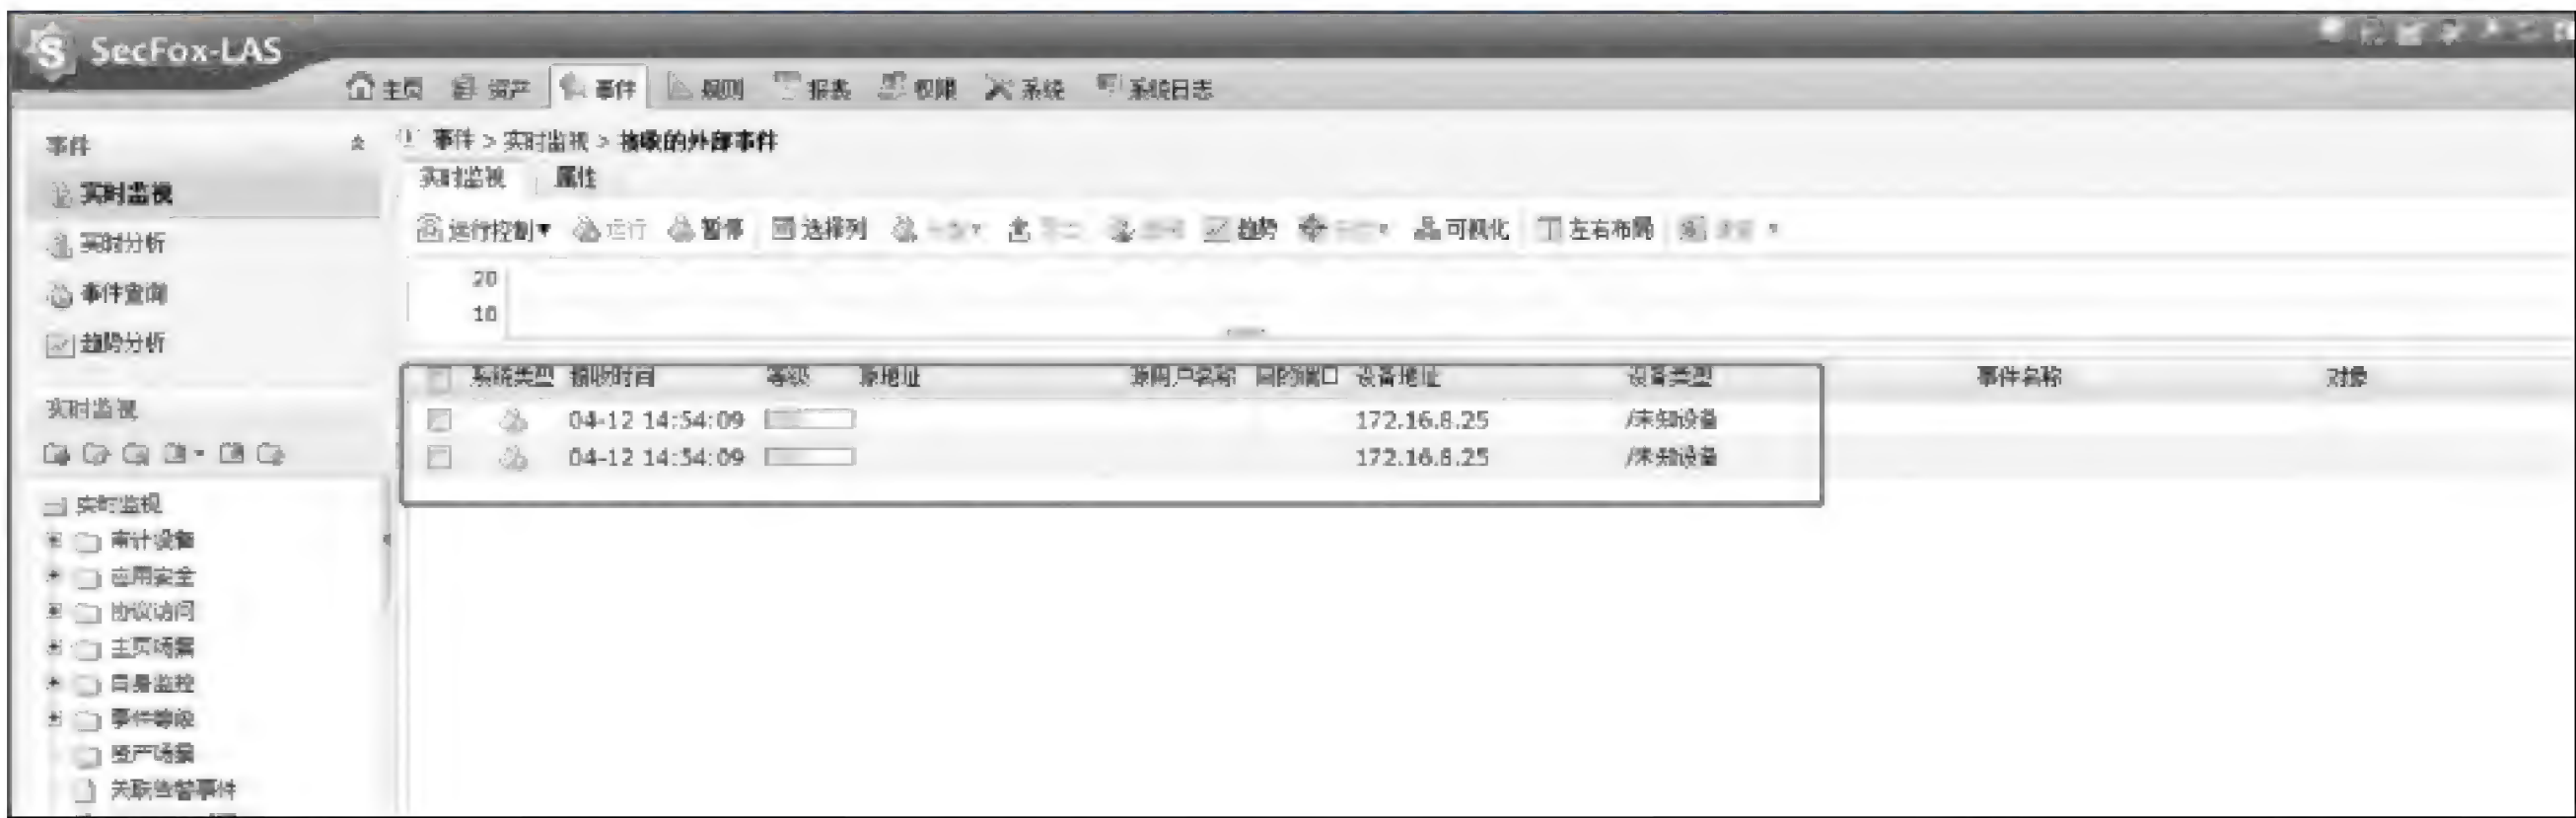 SecFox-LAS
主页 资产 事件 规则 报表 权限 系统 系统日志
事件
事件 > 实时监视 > 接收的外部事件
实时监视 属性
实时监视
运行控制 运行 暂停 选择列 趋势 可视化 左右布局
实时分析
事件查询
20
10
趋势分析
系统类型 接收时间 等级 源地址 源用户名称 目的端口 设备地址 设备类型 事件名称 对象
实时监视
04-12 14:54:09 172.16.8.25 /未知设备
04-12 14:54:09 172.16.8.25 /未知设备
实时监视
审计设备
应用安全
协议访问
主页场景
自身监控
事件等级
资产场景
关联告警事件